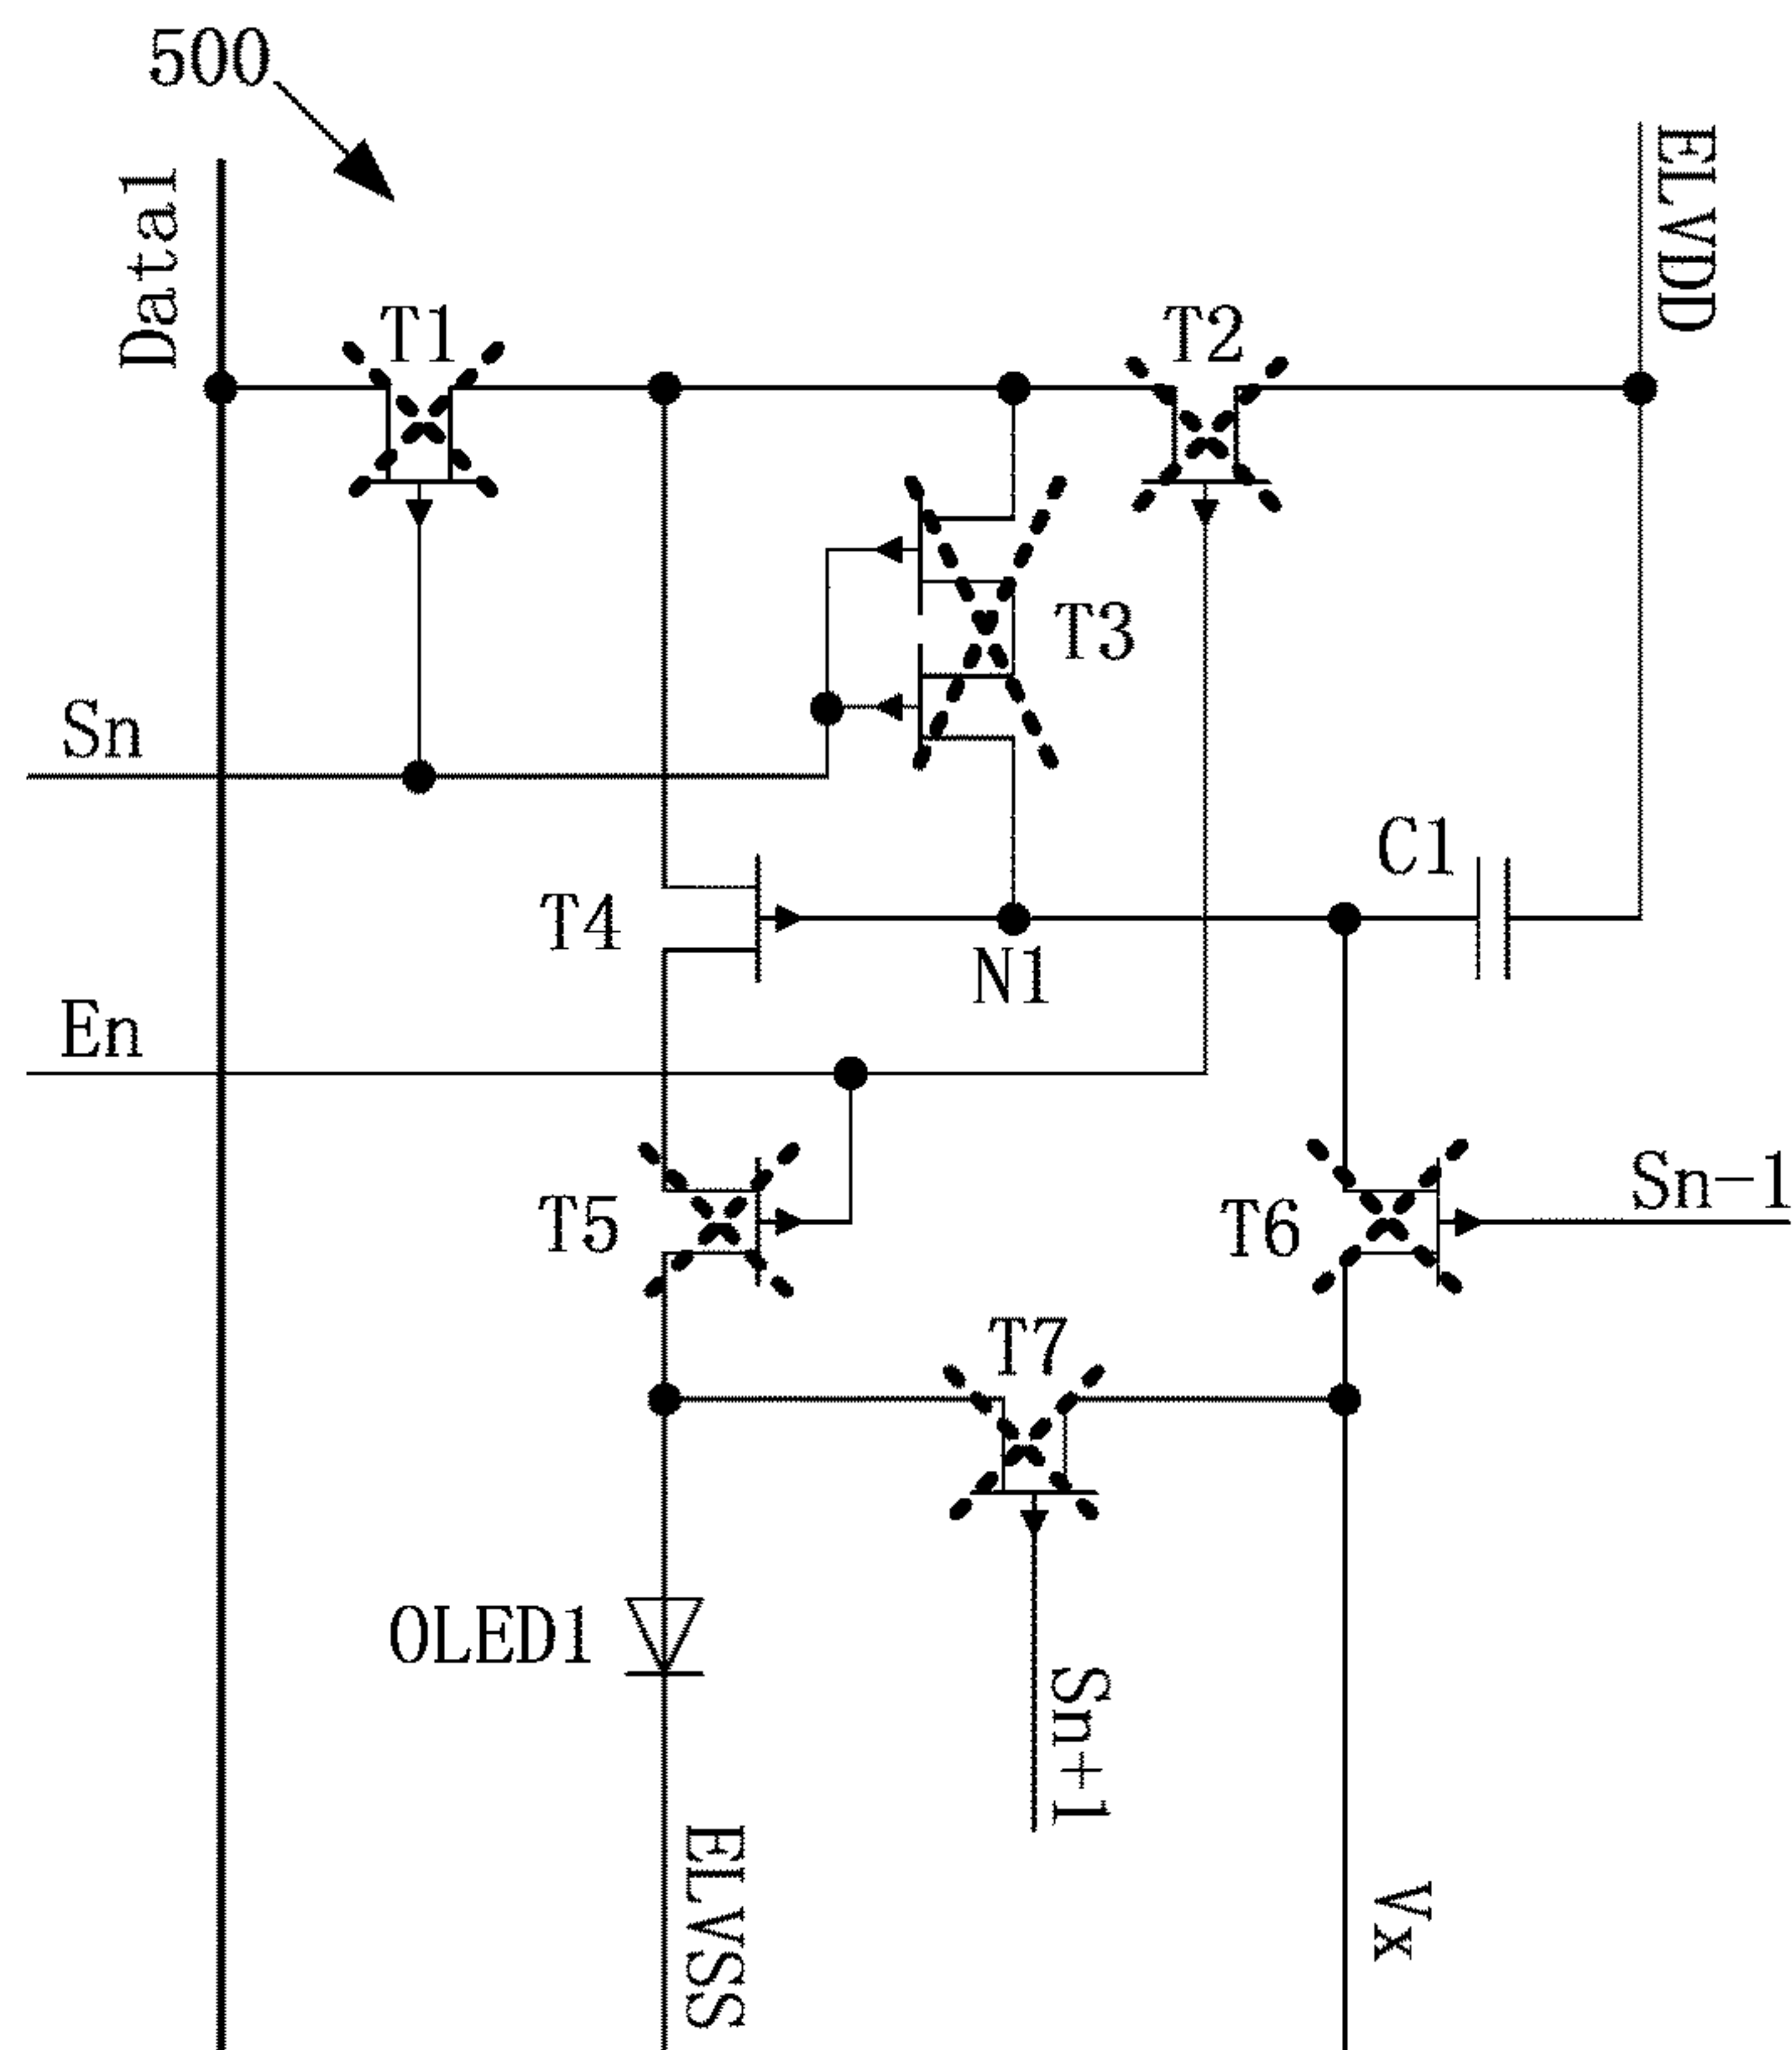 500
Data1
ELVDD
T1
T2
T3
Sn
C1
T4
N1
En
T5
T6
Sn-1
T7
OLED1
Sn+1
ELVSS
Vx